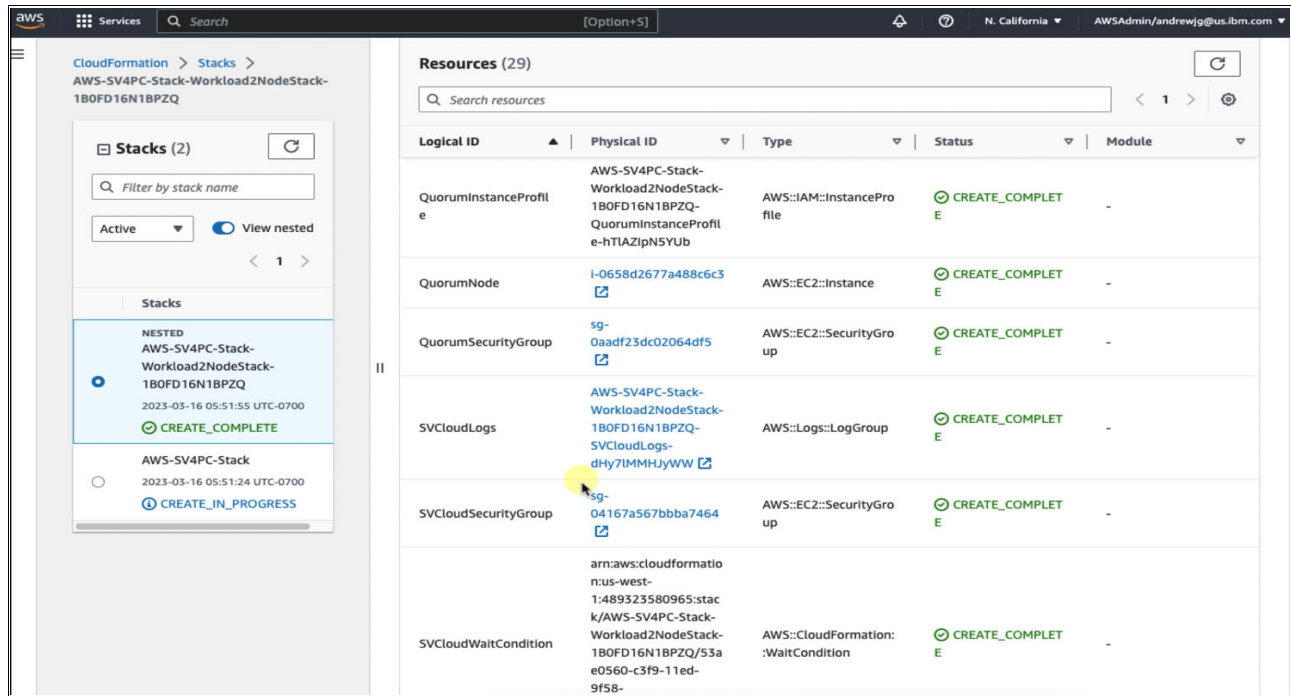 aws
Services
Search
[Option+S]
N. California ▼
AWSAdmin/andrewjg@us.ibm.com ▼
CloudFormation > Stacks >
AWS-SV4PC-Stack-Workload2NodeStack-
1B0FD16N1BPZQ
Stacks (2)
Filter by stack name
Active
View nested
< 1 >
Stacks
NESTED
AWS-SV4PC-Stack-
Workload2NodeStack-
1B0FD16N1BPZQ
2023-03-16 05:51:55 UTC-0700
CREATE_COMPLETE
AWS-SV4PC-Stack
2023-03-16 05:51:24 UTC-0700
CREATE_IN_PROGRESS
Resources (29)
Search resources
< 1 >
Logical ID
Physical ID
Type
Status
Module
QuorumInstanceProfil
e
AWS-SV4PC-Stack-
Workload2NodeStack-
1B0FD16N1BPZQ-
QuorumInstanceProfil
e-hTlAZIpN5YUb
AWS::IAM::InstancePro
file
CREATE_COMPLET
E
-
QuorumNode
i-0658d2677a488c6c3
AWS::EC2::Instance
CREATE_COMPLET
E
-
QuorumSecurityGroup
sg-
0aadf23dc02064df5
AWS::EC2::SecurityGro
up
CREATE_COMPLET
E
-
SVCloudLogs
AWS-SV4PC-Stack-
Workload2NodeStack-
1B0FD16N1BPZQ-
SVCloudLogs-
dHy7lMMHJyWW
AWS::Logs::LogGroup
CREATE_COMPLET
E
-
SVCloudSecurityGroup
sg-
04167a567bbba7464
AWS::EC2::SecurityGro
up
CREATE_COMPLET
E
-
SVCloudWaitCondition
arn:aws:cloudformatio
n:us-west-
1:489323580965:stac
k/AWS-SV4PC-Stack-
Workload2NodeStack-
1B0FD16N1BPZQ/53a
e0560-c3f9-11ed-
9f58-
AWS::CloudFormation:
:WaitCondition
CREATE_COMPLET
E
-